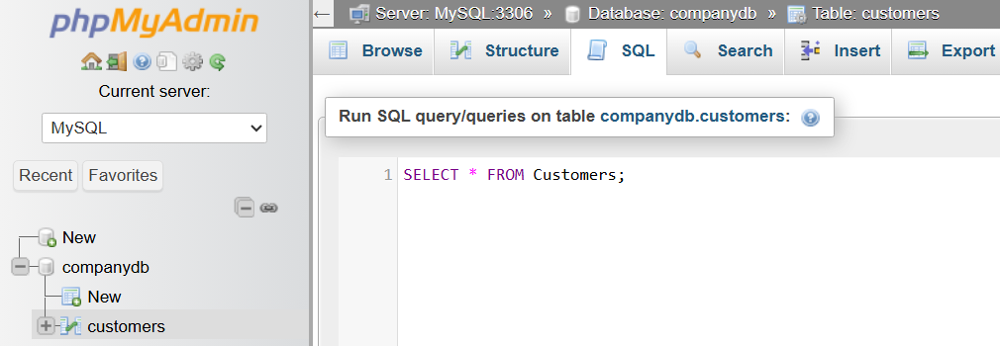 phpMyAdmin
Current server:
MySQL
Recent Favorites
New
companydb
New
customers
Server: MySQL:3306 » Database: companydb » Table: customers
Browse Structure SQL Search Insert Export
Run SQL query/queries on table companydb.customers:
1 SELECT * FROM Customers;